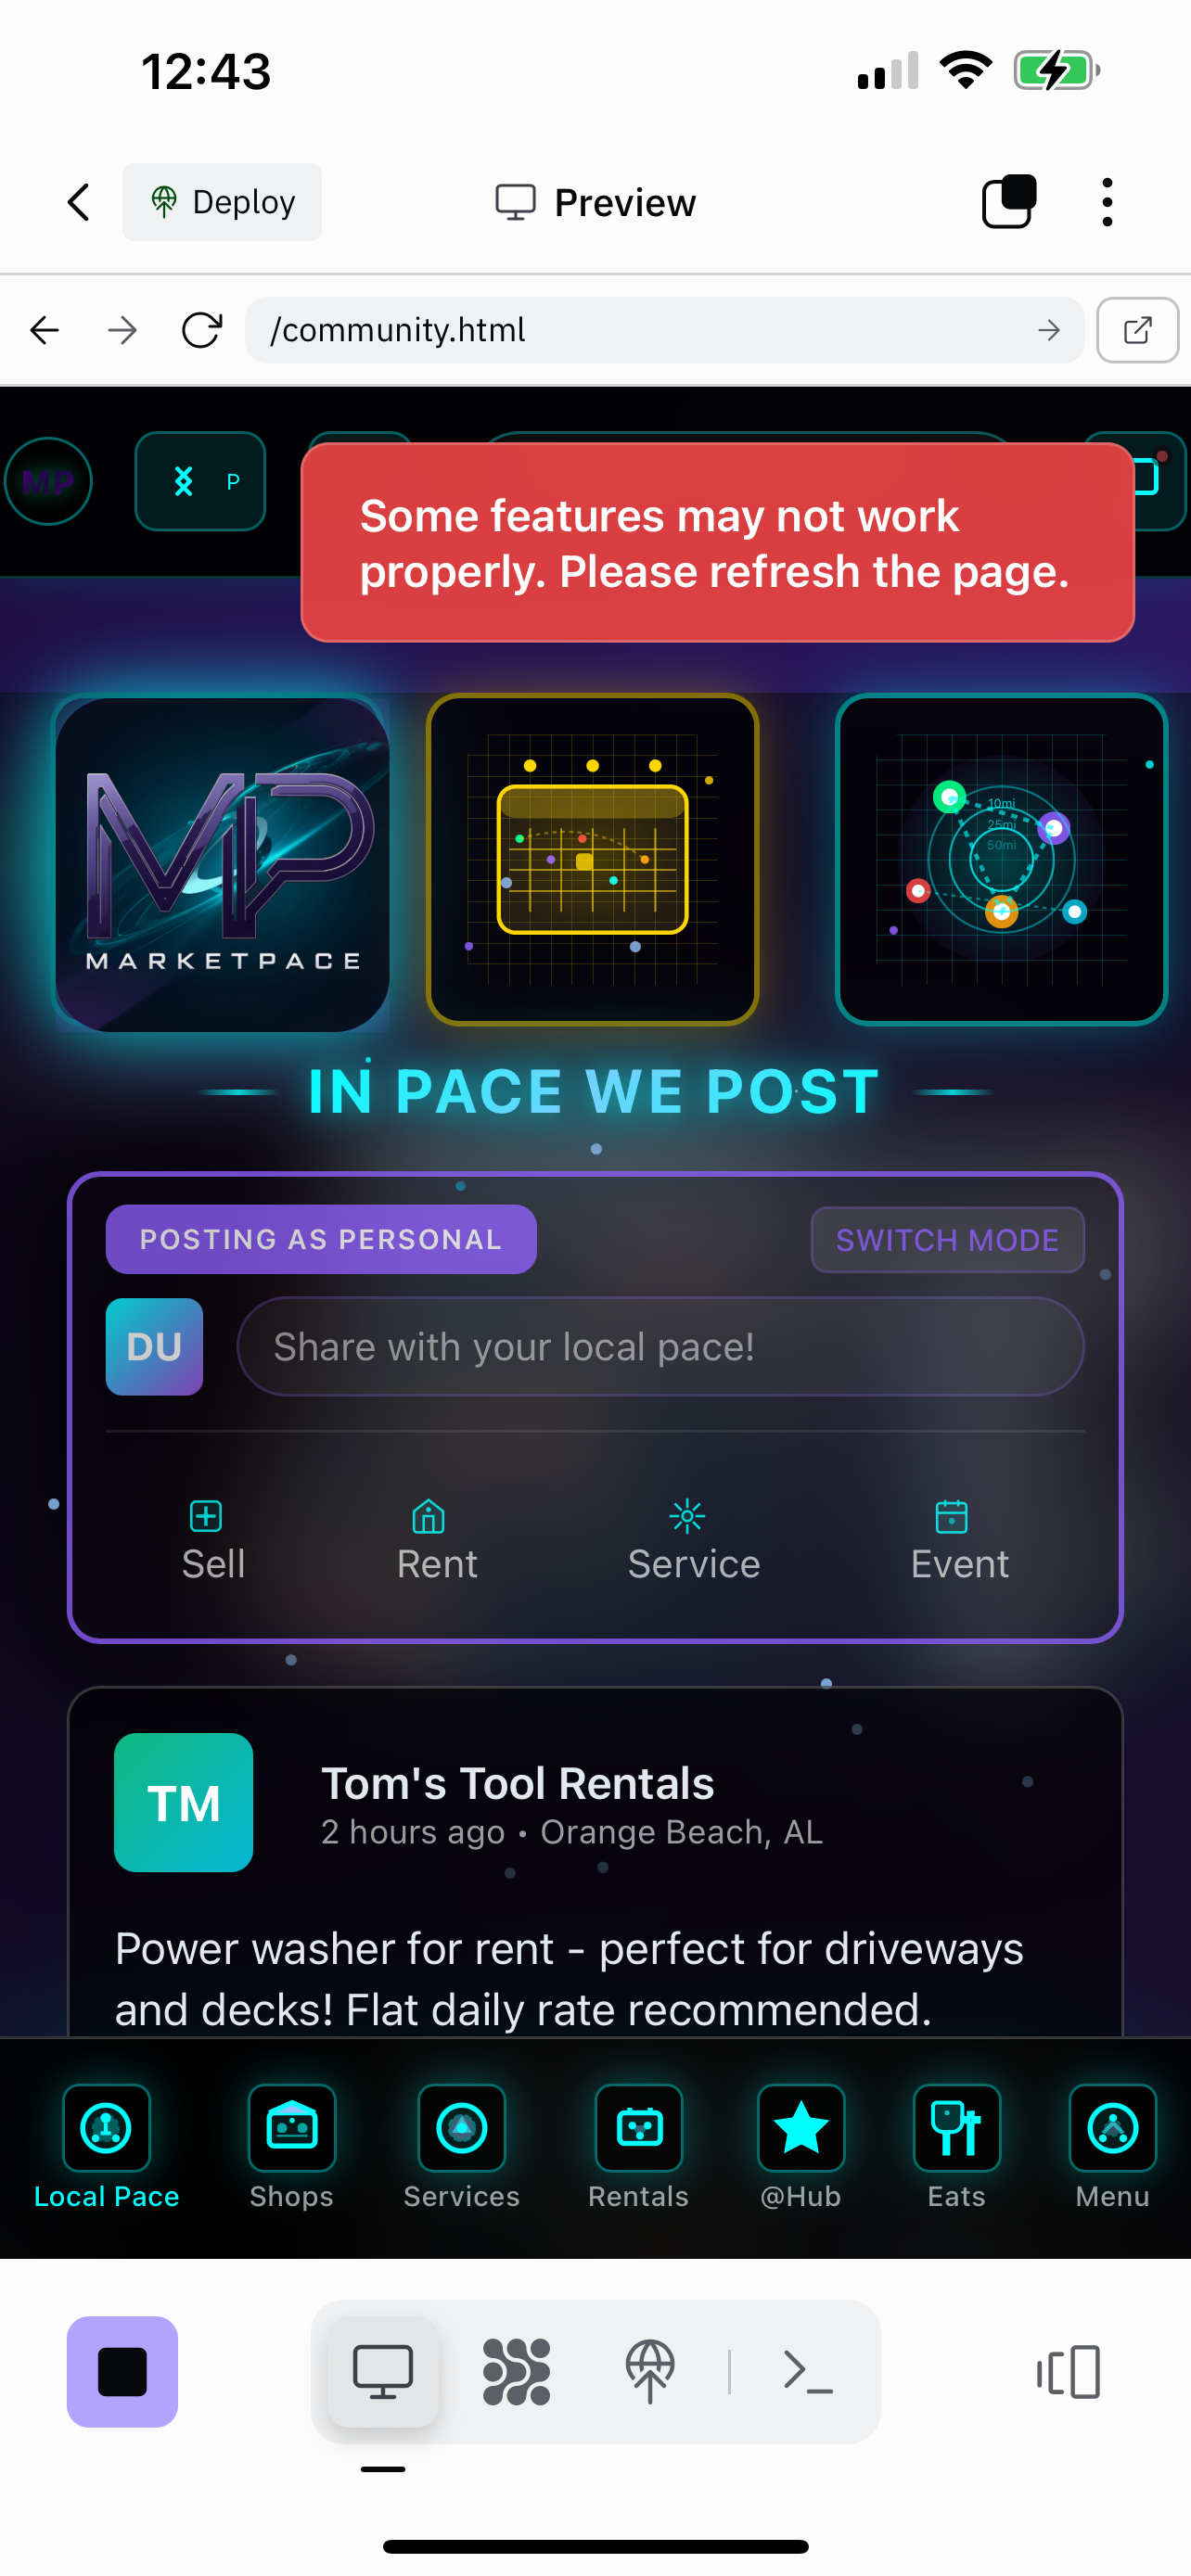 12:43
Deploy
Preview
/community.html
MP
P
Some features may not work
properly. Please refresh the page.
MP
MARKETPACE
10mi
25mi
50mi
IN PACE WE POST
POSTING AS PERSONAL
SWITCH MODE
DU
Share with your local pace!
Sell
Rent
Service
Event
TM
Tom's Tool Rentals
2 hours ago • Orange Beach, AL
Power washer for rent - perfect for driveways
and decks! Flat daily rate recommended.
Local Pace
Shops
Services
Rentals
@Hub
Eats
Menu